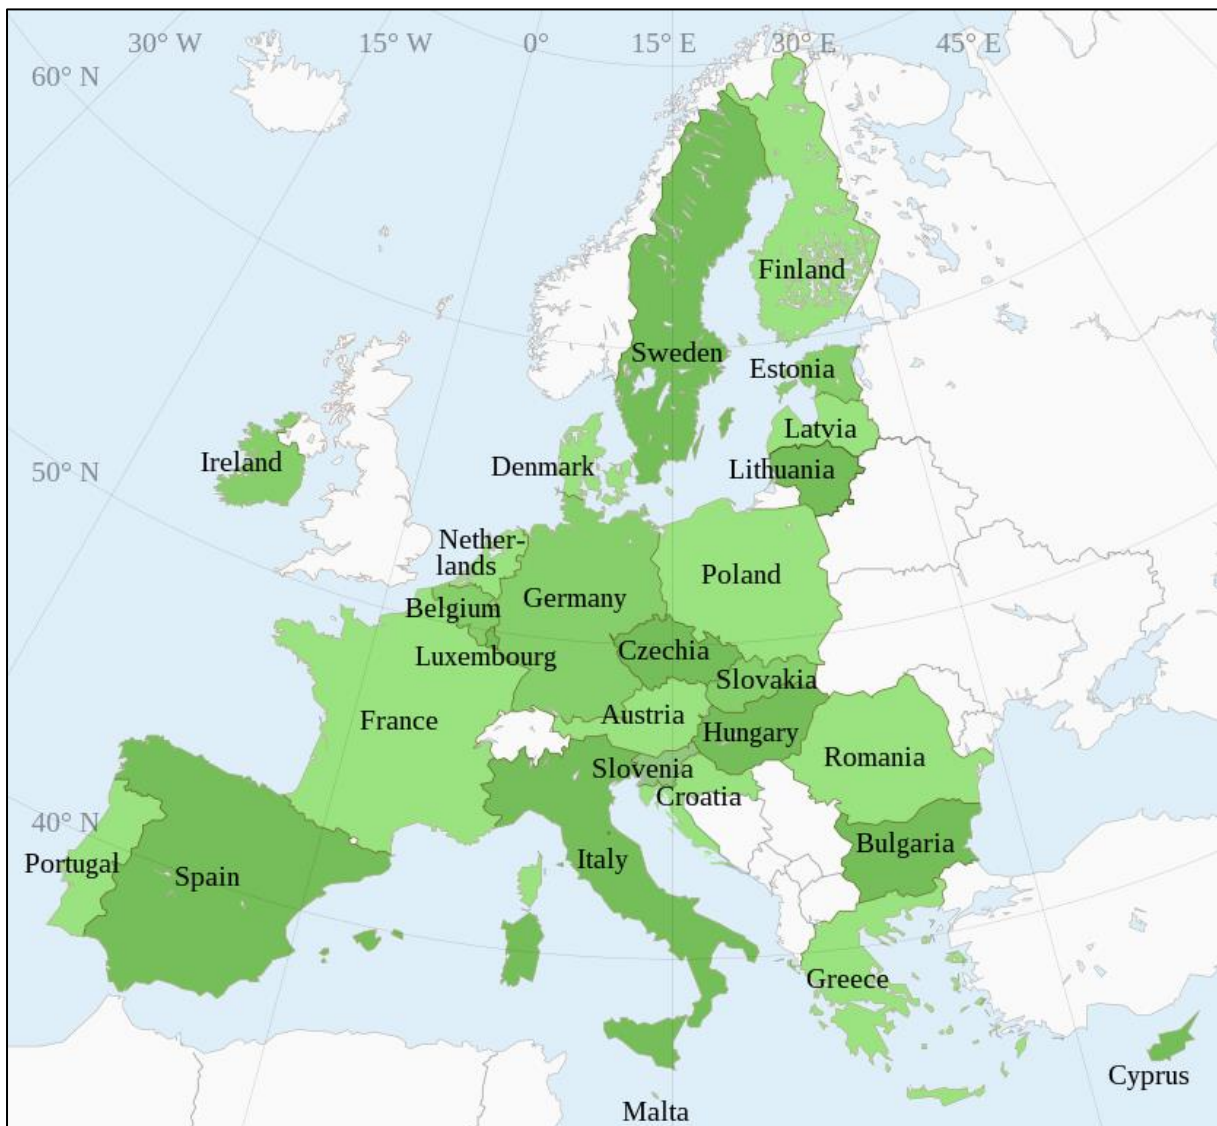 30° W
15° W
0°
15° E
30° E
45° E
60° N
Finland
Sweden
Estonia
Latvia
Ireland
Denmark
Lithuania
50° N
Nether-
lands
Poland
Belgium
Germany
Czechia
Luxembourg
Slovakia
Austria
France
Hungary
Romania
Slovenia
Croatia
40° N
Bulgaria
Portugal
Italy
Spain
Greece
Cyprus
Malta